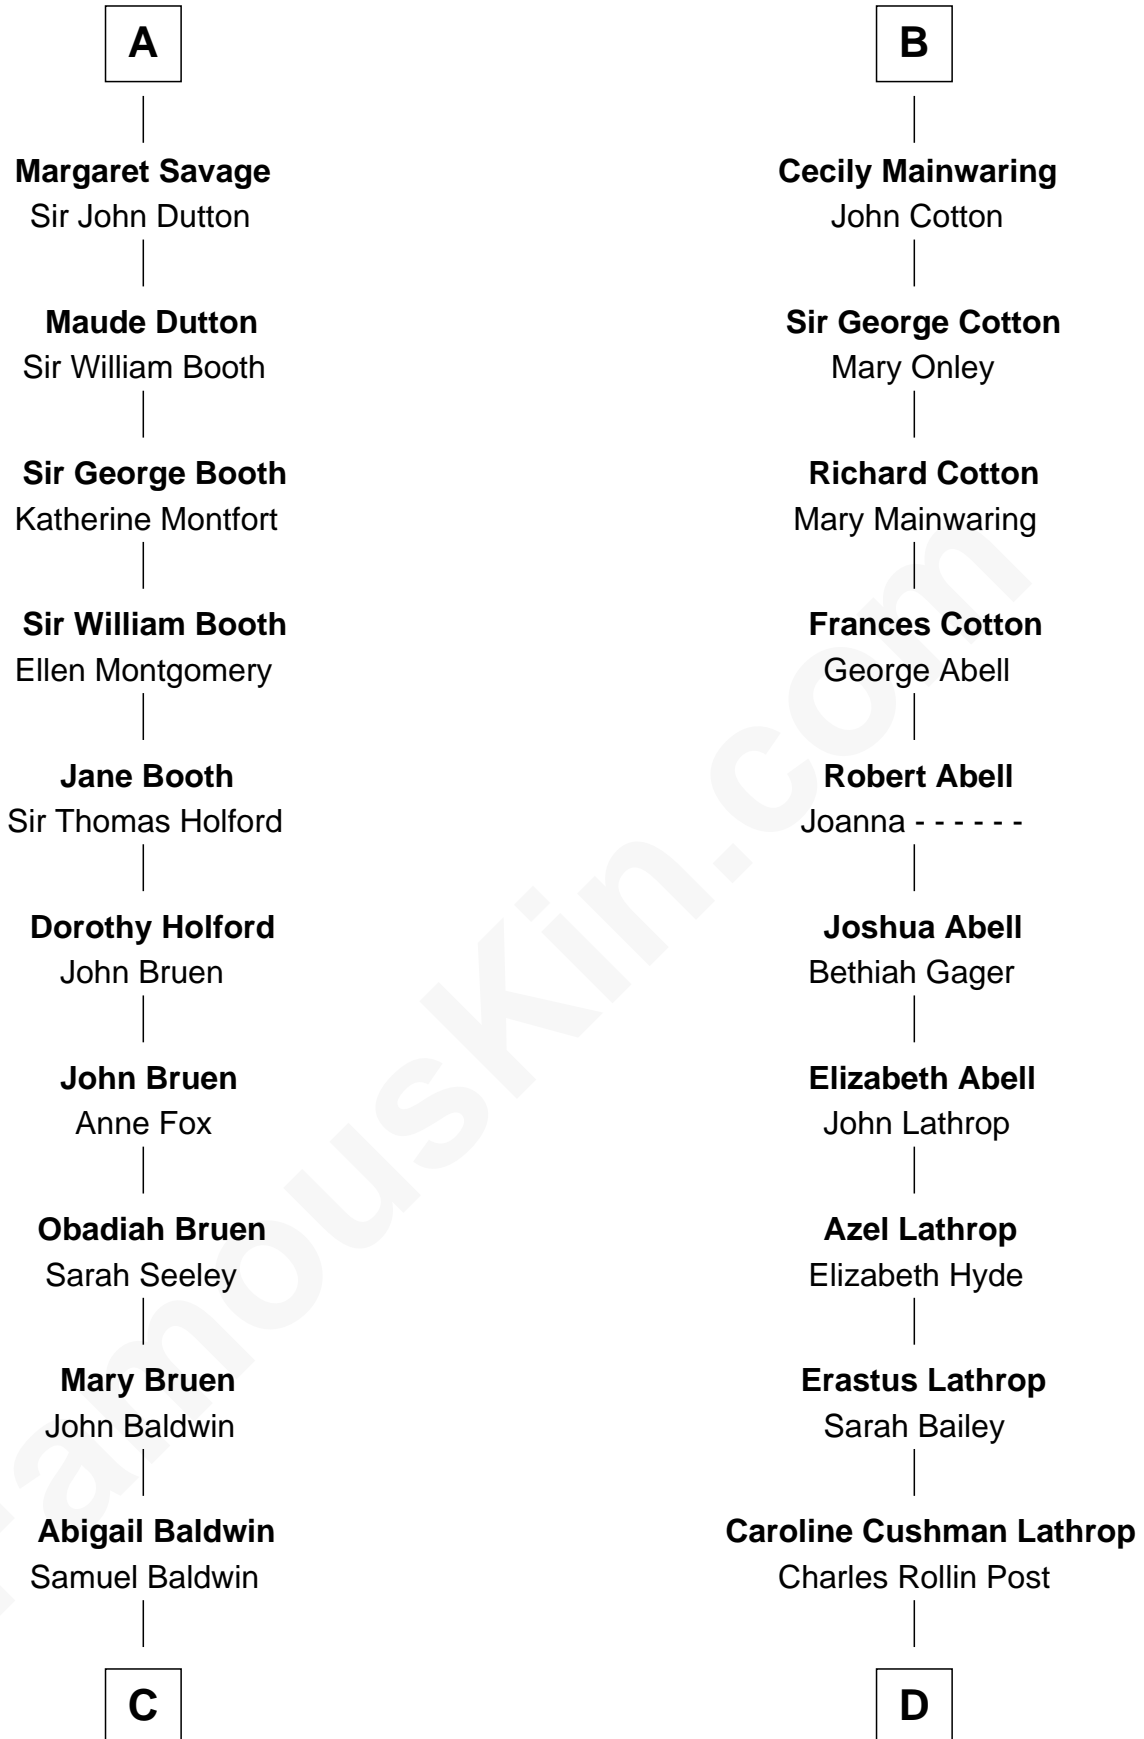 A
Margaret Savage
Sir John Dutton
Maude Dutton
Sir William Booth
Sir George Booth
Katherine Montfort
Sir William Booth
Ellen Montgomery
Jane Booth
Sir Thomas Holford
Dorothy Holford
John Bruen
John Bruen
Anne Fox
Obadiah Bruen
Sarah Seeley
Mary Bruen
John Baldwin
Abigail Baldwin
Samuel Baldwin
C
B
Cecily Mainwaring
John Cotton
Sir George Cotton
Mary Onley
Richard Cotton
Mary Mainwaring
Frances Cotton
George Abell
Robert Abell
Joanna - - - - - -
Joshua Abell
Bethiah Gager
Elizabeth Abell
John Lathrop
Azel Lathrop
Elizabeth Hyde
Erastus Lathrop
Sarah Bailey
Caroline Cushman Lathrop
Charles Rollin Post
D
FamousKin.com